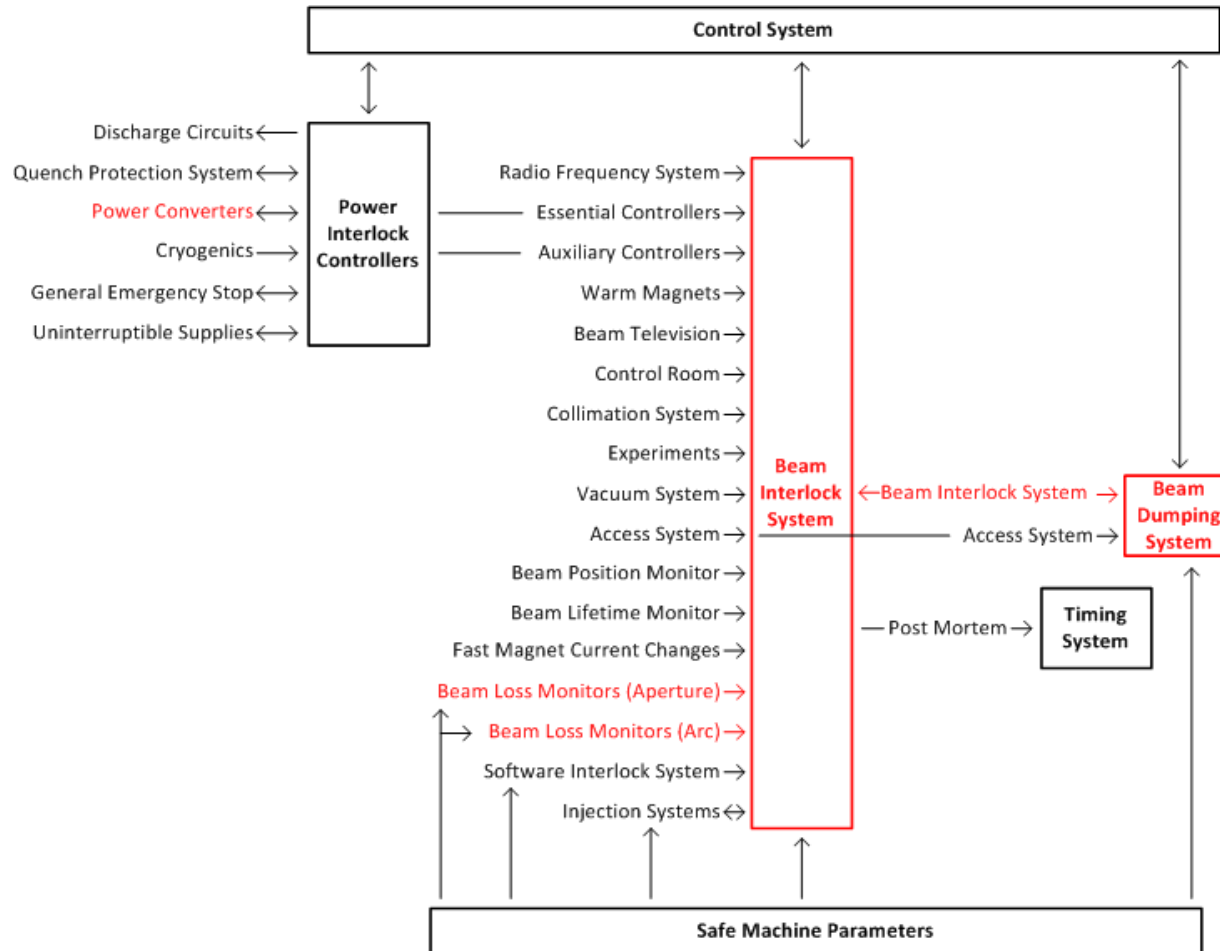 Control System
Discharge Circuits
Quench Protection System
Power Converters
Cryogenics
General Emergency Stop
Uninterruptible Supplies
Power
Interlock
Controllers
Radio Frequency System
Essential Controllers
Auxiliary Controllers
Warm Magnets
Beam Television
Control Room
Collimation System
Experiments
Vacuum System
Access System
Beam Position Monitor
Beam Lifetime Monitor
Fast Magnet Current Changes
Beam Loss Monitors (Aperture)
Beam Loss Monitors (Arc)
Software Interlock System
Injection Systems
Beam
Interlock
System
Beam Interlock System
Access System
Post Mortem
Beam
Dumping
System
Timing
System
Safe Machine Parameters